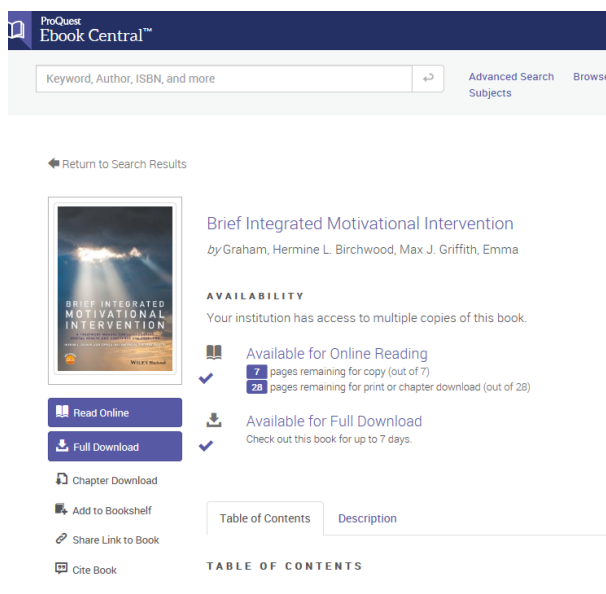 ProQuest
Ebook Central™
Keyword, Author, ISBN, and more
Advanced Search
Browse
Subjects
Return to Search Results
BRIEF INTEGRATED
MOTIVATIONAL
INTERVENTION
WILEY Blackwell
Brief Integrated Motivational Intervention
by Graham, Hermine L. Birchwood, Max J. Griffith, Emma
AVAILABILITY
Your institution has access to multiple copies of this book.
Available for Online Reading
7 pages remaining for copy (out of 7)
28 pages remaining for print or chapter download (out of 28)
Available for Full Download
Check out this book for up to 7 days.
Read Online
Full Download
Chapter Download
Add to Bookshelf
Share Link to Book
Cite Book
Table of Contents
Description
TABLE OF CONTENTS